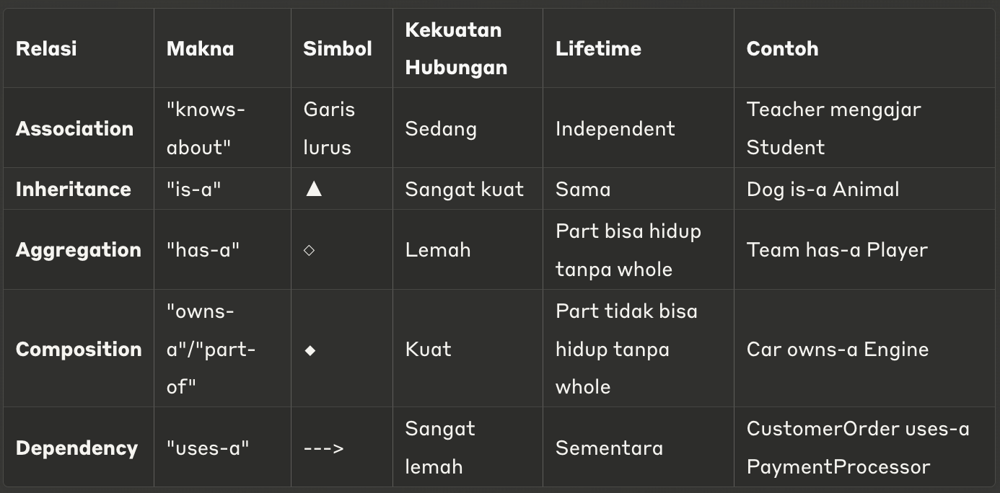 Relasi
Makna
Simbol
Kekuatan
Hubungan
Lifetime
Contoh
Association
"knows-
about"
Garis
lurus
Sedang
Independent
Teacher mengajar
Student
Inheritance
"is-a"
▲
Sangat kuat
Sama
Dog is-a Animal
Aggregation
"has-a"
◇
Lemah
Part bisa hidup
tanpa whole
Team has-a Player
Composition
"owns-
a"/"part-
of"
◆
Kuat
Part tidak bisa
hidup tanpa
whole
Car owns-a Engine
Dependency
"uses-a"
--->
Sangat
lemah
Sementara
CustomerOrder uses-a
PaymentProcessor